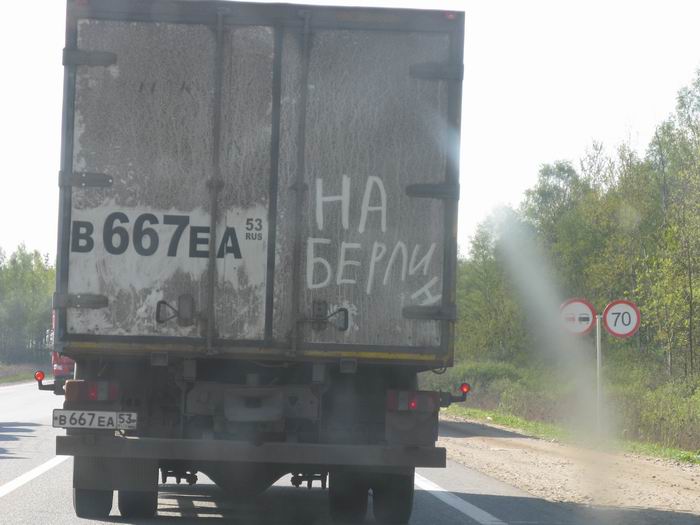 В 667 ЕА 53
RUS
НА
БЕРЛИН
В 667 ЕА 53
70